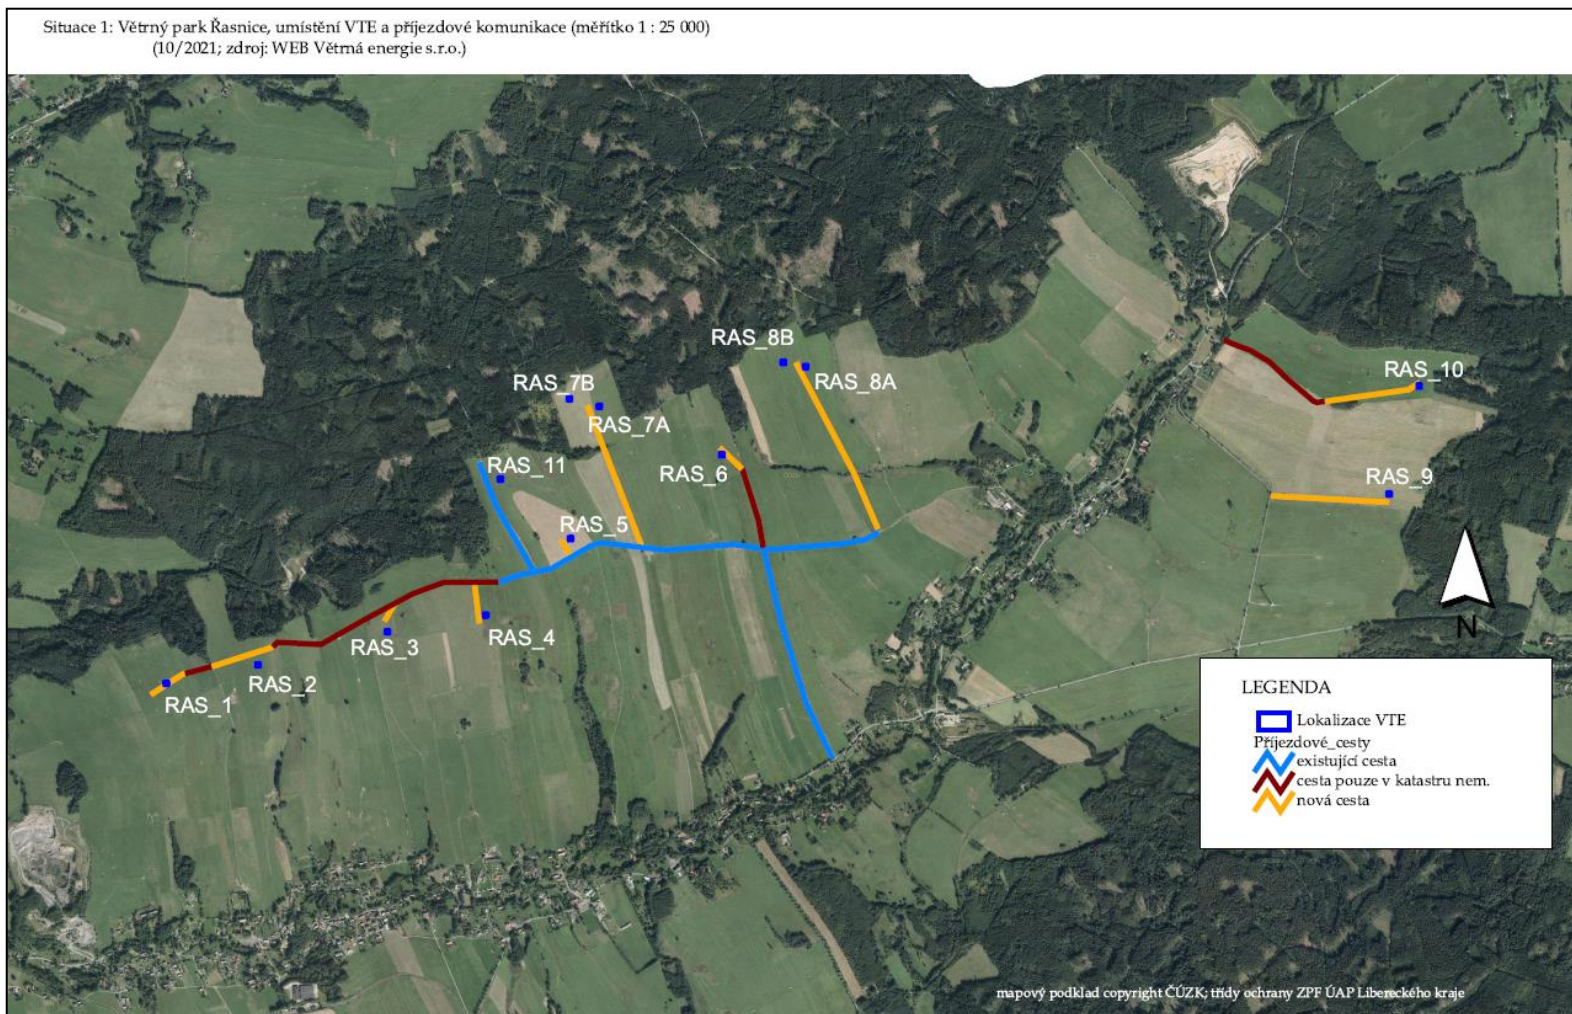 Situace 1: Větrný park Řasnice, umístění VTE a příjezdové komunikace (měřítko 1 : 25 000)
(10/2021; zdroj: WEB Větrná energie s.r.o.)
RAS_8B
RAS_8A
RAS_10
RAS_7B
RAS_7A
RAS_6
RAS_11
RAS_9
RAS_5
RAS_4
RAS_3
RAS_2
RAS_1
N
LEGENDA
Lokalizace VTE
Příjezdové_cesty
existující cesta
cesta pouze v katastru nem.
nová cesta
mapový podklad copyright ČÚZK; třídy ochrany ZPF ÚAP Libereckého kraje